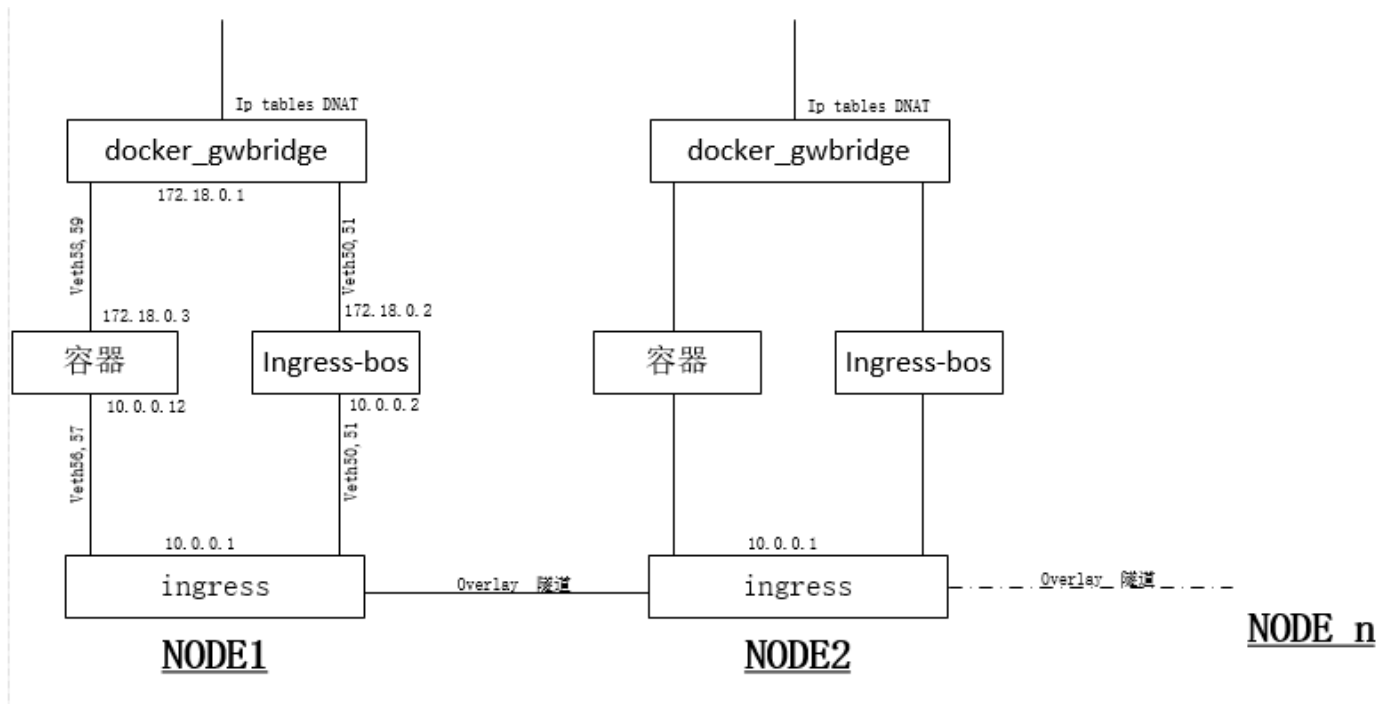 Ip tables DNAT
docker_gwbridge
172.18.0.1
Veth58,59
Veth50,51
172.18.0.3
172.18.0.2
容器
Ingress-bos
10.0.0.12
10.0.0.2
Veth56,57
Veth50,51
10.0.0.1
ingress
NODE1
Overlay 隧道
Ip tables DNAT
docker_gwbridge
容器
Ingress-bos
10.0.0.1
ingress
NODE2
Overlay 隧道
NODE n